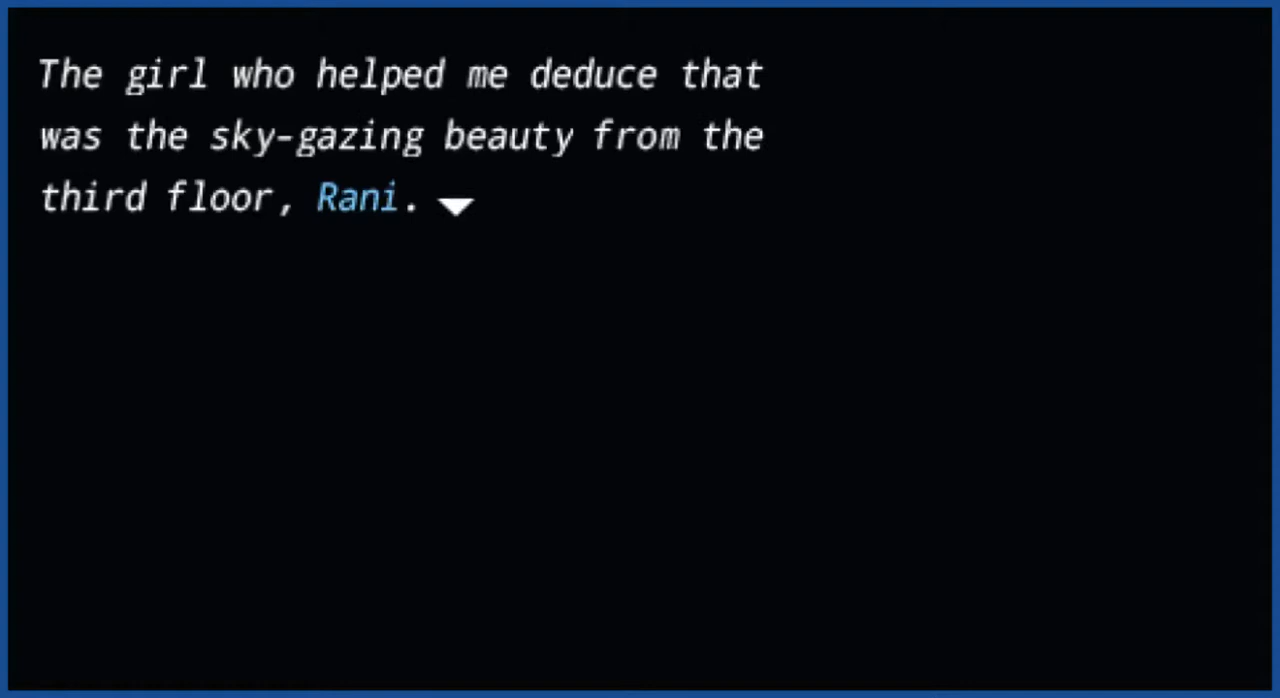 The girl who helped me deduce that
was the sky-gazing beauty from the
third floor, Rani.